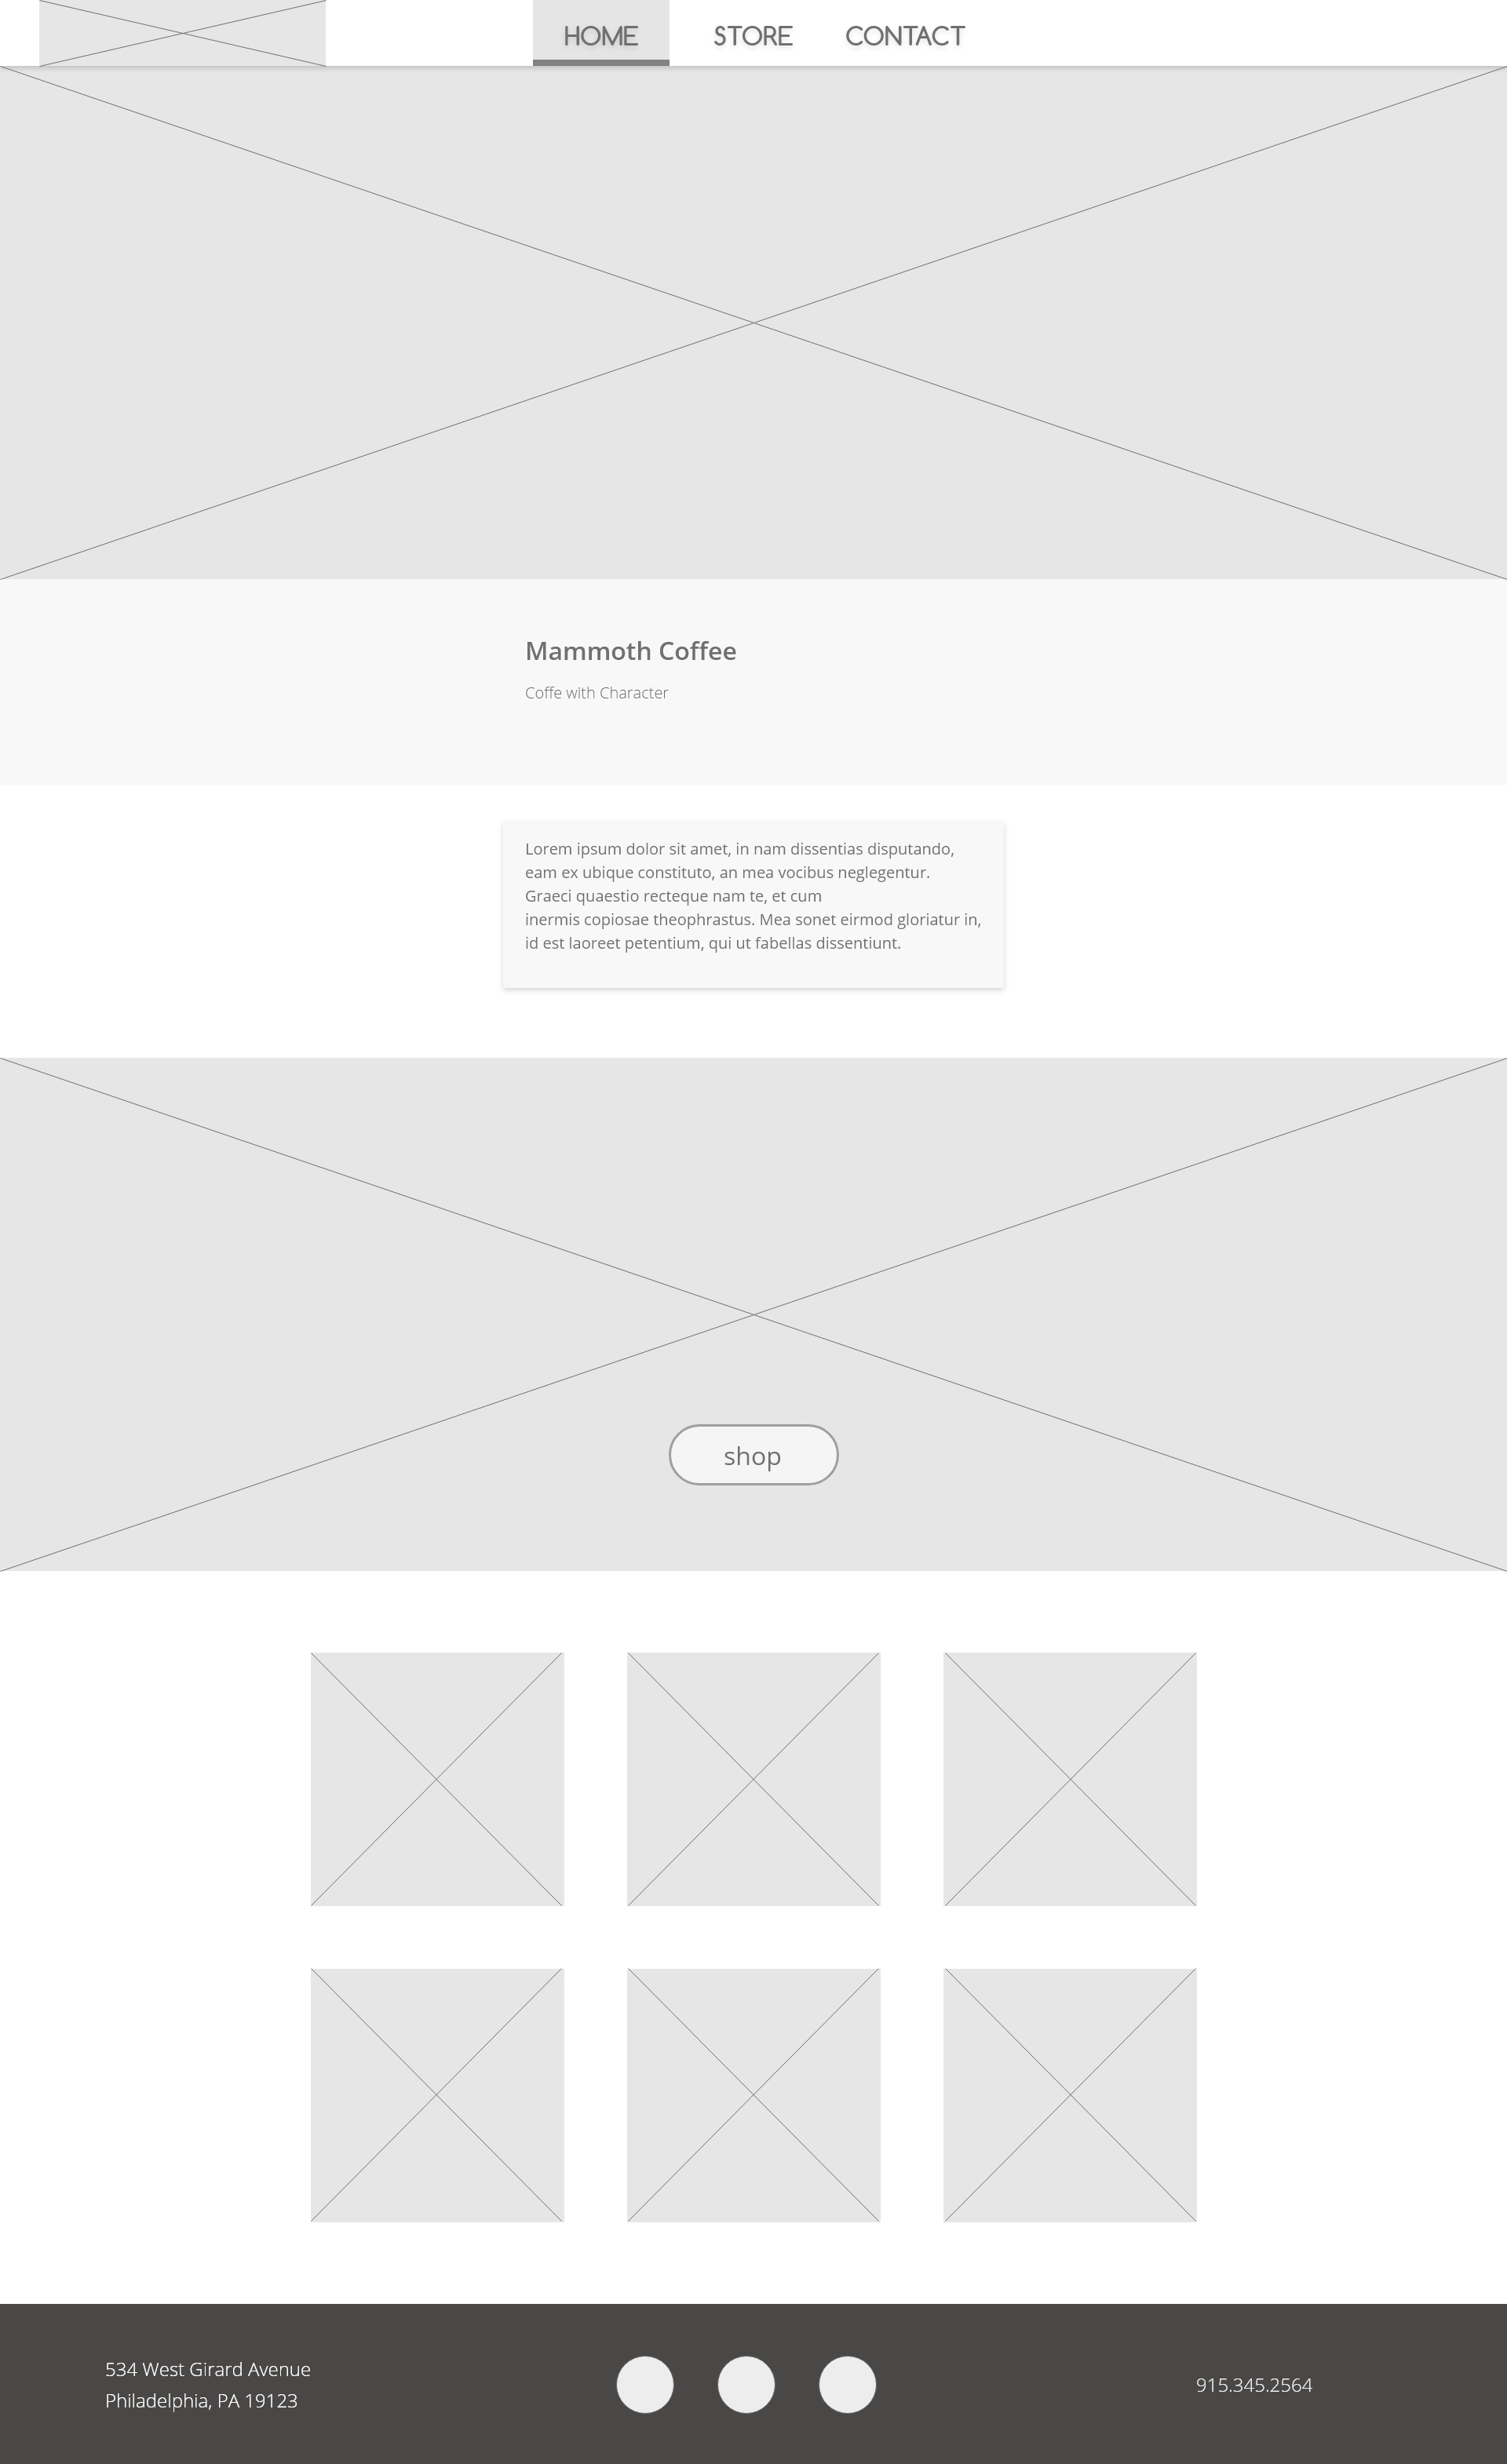 HOME STORE CONTACT
Mammoth Coffee
Coffe with Character
Lorem ipsum dolor sit amet, in nam dissentias disputando,
eam ex ubique constituto, an mea vocibus neglegentur.
Graeci quaestio recteque nam te, et cum
inermis copiosae theophrastus. Mea sonet eirmod gloriatur in,
id est laoreet petentium, qui ut fabellas dissentiunt.
shop
534 West Girard Avenue
Philadelphia, PA 19123
915.345.2564